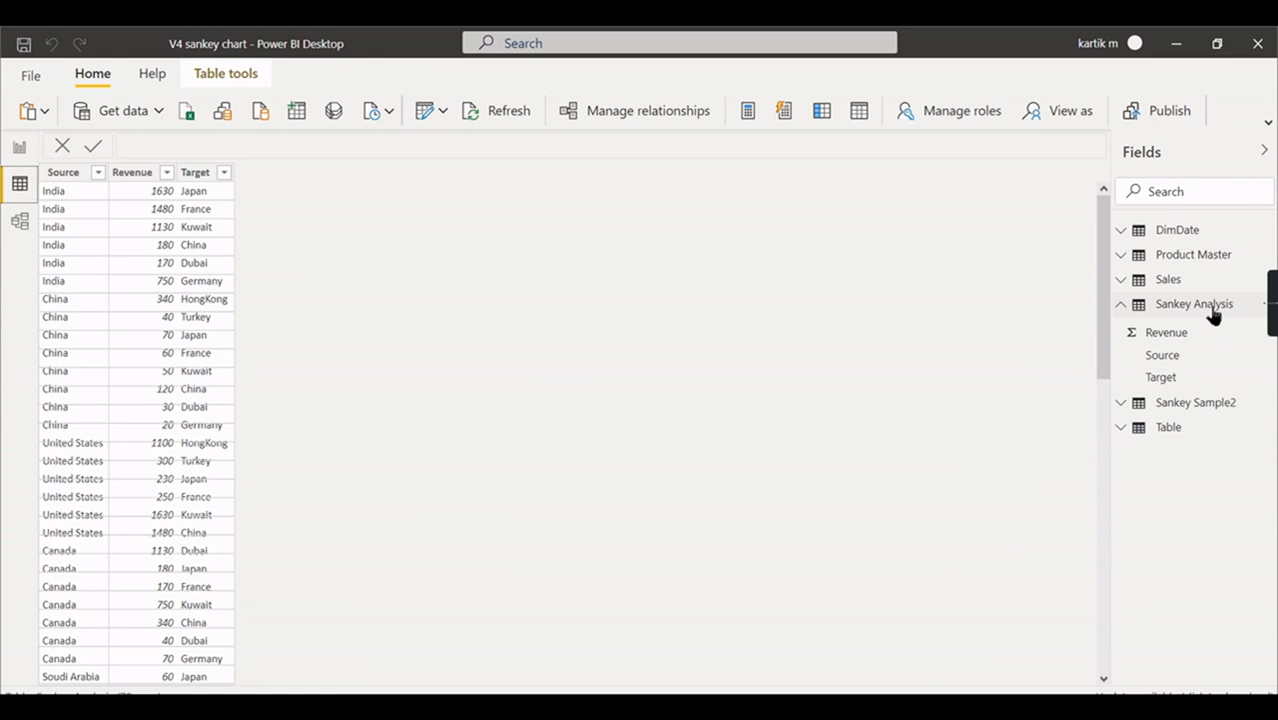 V4 sankey chart - Power BI Desktop
Search
kartik m
File
Home
Help
Table tools
Get data
Refresh
Manage relationships
Manage roles
View as
Publish
Source Revenue Target
India 1630 Japan
India 1480 France
India 1130 Kuwait
India 180 China
India 170 Dubai
India 750 Germany
China 340 HongKong
China 40 Turkey
China 70 Japan
China 60 France
China 50 Kuwait
China 120 China
China 30 Dubai
China 20 Germany
United States 1100 HongKong
United States 300 Turkey
United States 230 Japan
United States 250 France
United States 1630 Kuwait
United States 1480 China
Canada 1130 Dubai
Canada 180 Japan
Canada 170 France
Canada 750 Kuwait
Canada 340 China
Canada 40 Dubai
Canada 70 Germany
Soudi Arabia 60 Japan
Fields
Search
DimDate
Product Master
Sales
Sankey Analysis
Σ Revenue
Source
Target
Sankey Sample2
Table